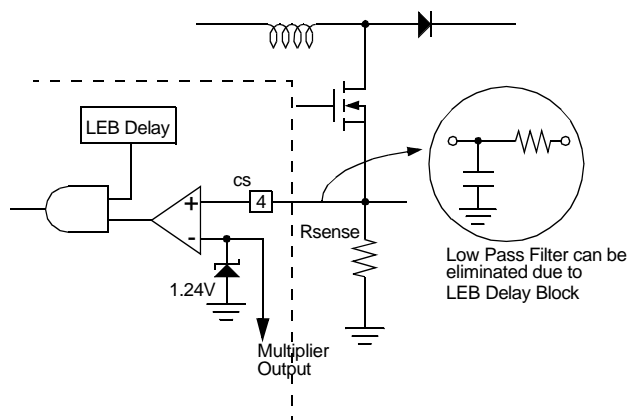 LEB Delay
cs
4
+
-
Rsense
1.24V
Multiplier
Output
Low Pass Filter can be
eliminated due to
LEB Delay Block